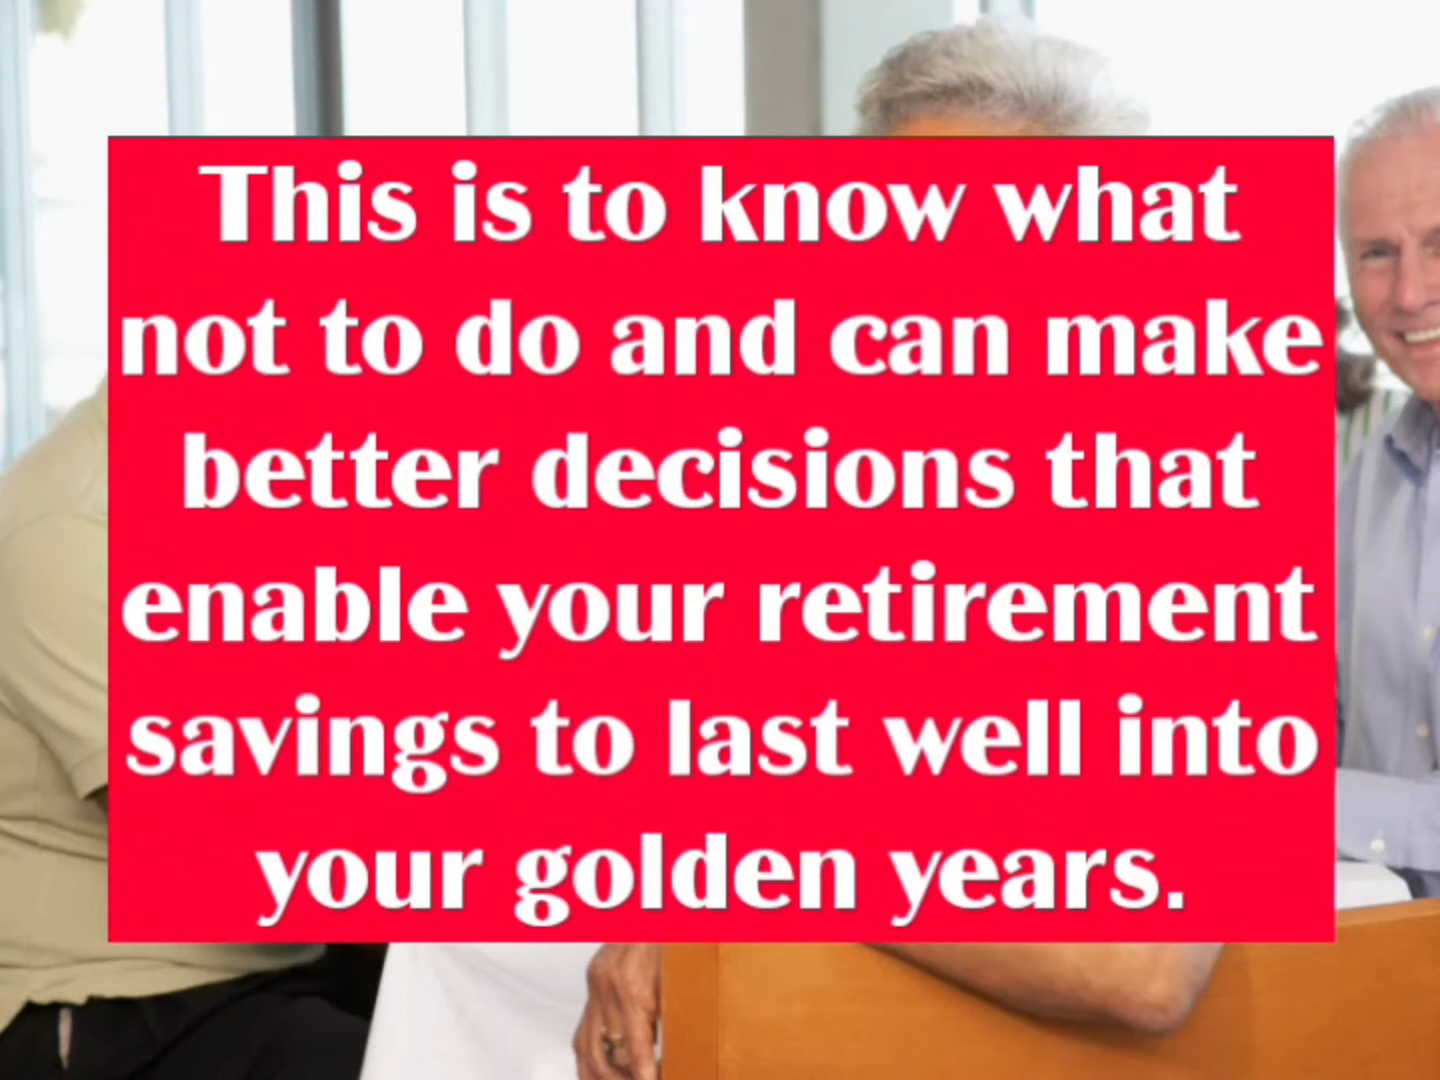 This is to know what
not to do and can make
better decisions that
enable your retirement
savings to last well into
your golden years.